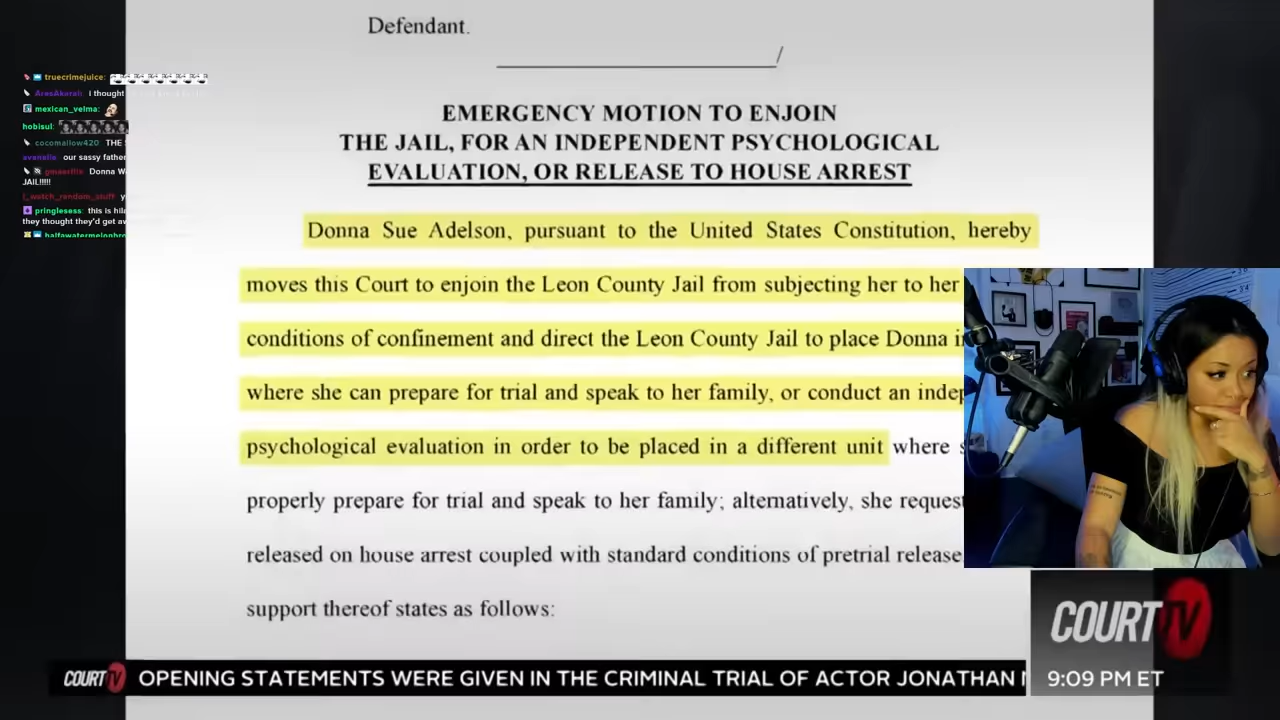 Defendant.
/
EMERGENCY MOTION TO ENJOIN
THE JAIL, FOR AN INDEPENDENT PSYCHOLOGICAL
EVALUATION, OR RELEASE TO HOUSE ARREST
Donna Sue Adelson, pursuant to the United States Constitution, hereby
moves this Court to enjoin the Leon County Jail from subjecting her to her
conditions of confinement and direct the Leon County Jail to place Donna i
where she can prepare for trial and speak to her family, or conduct an indep
psychological evaluation in order to be placed in a different unit where s
properly prepare for trial and speak to her family; alternatively, she request
released on house arrest coupled with standard conditions of pretrial release
support thereof states as follows:
truecrimejuice:
AresAkerali: i thought
mexican_velma:
hobisul:
cocomallow420: THE
avanelle: our sassy father
Donna W
JAIL!!!!!
pringlesess: this is hil
they thought they'd get aw
COURT TV
9:09 PM ET
COURT TV OPENING STATEMENTS WERE GIVEN IN THE CRIMINAL TRIAL OF ACTOR JONATHAN